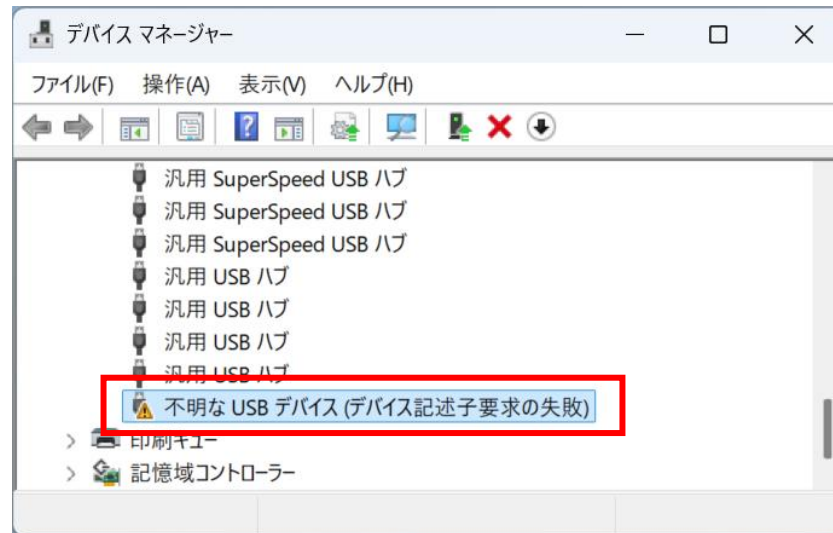 デバイス マネージャー
ファイル(F) 操作(A) 表示(V) ヘルプ(H)
汎用 SuperSpeed USB ハブ
汎用 SuperSpeed USB ハブ
汎用 SuperSpeed USB ハブ
汎用 USB ハブ
汎用 USB ハブ
汎用 USB ハブ
汎用 USB ハブ
不明な USB デバイス (デバイス記述子要求の失敗)
印刷キュー
記憶域コントローラー